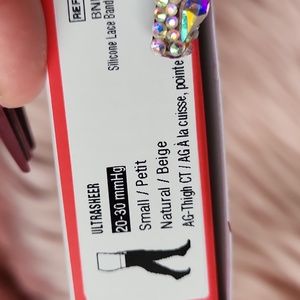 REF
BN
Silicone Lace Band
ULTRASHEER
20-30 mmHg
Small / Petit
Natural / Beige
AG-Thigh CT / AG À la cuisse, pointe